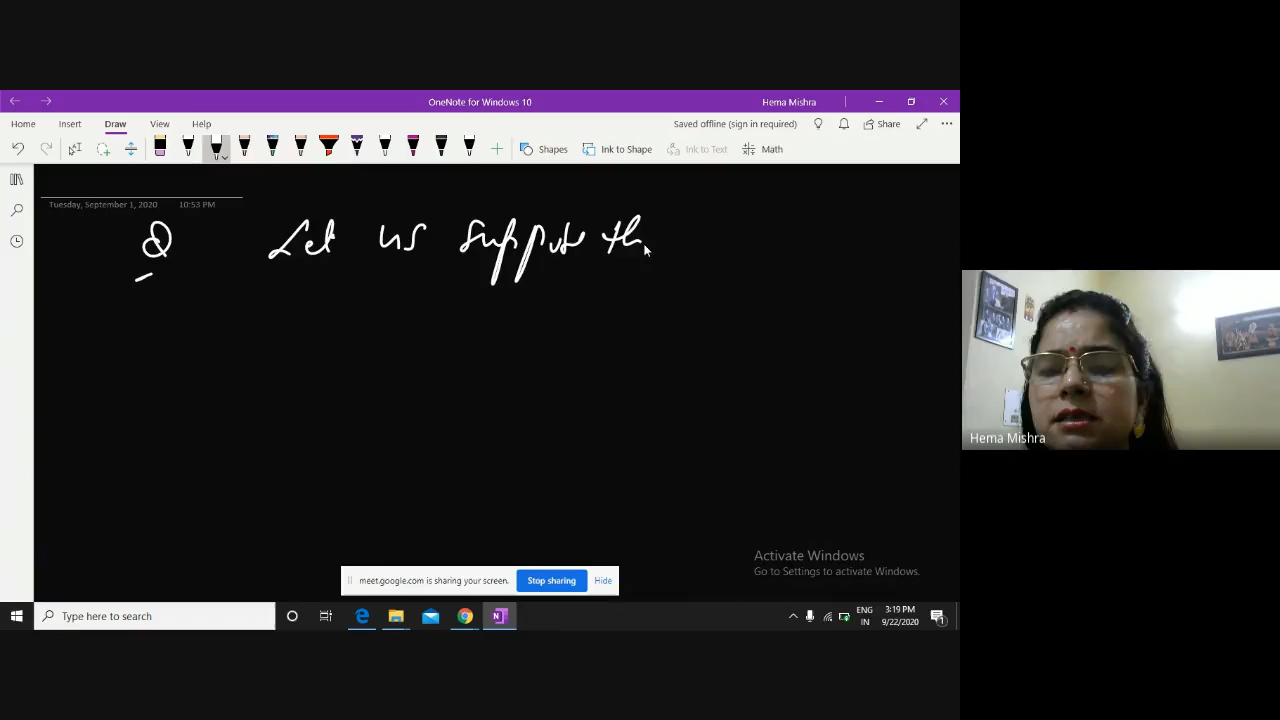 OneNote for Windows 10
Hema Mishra
Home Insert Draw View Help
Saved offline (sign in required)
Share
Shapes
Ink to Shape
Ink to Text
Math
Tuesday, September 1, 2020 10:53 PM
Q Let us suppose th
Hema Mishra
Activate Windows
Go to Settings to activate Windows.
meet.google.com is sharing your screen.
Stop sharing
Hide
Type here to search
N
ENG
IN
3:19 PM
9/22/2020
1